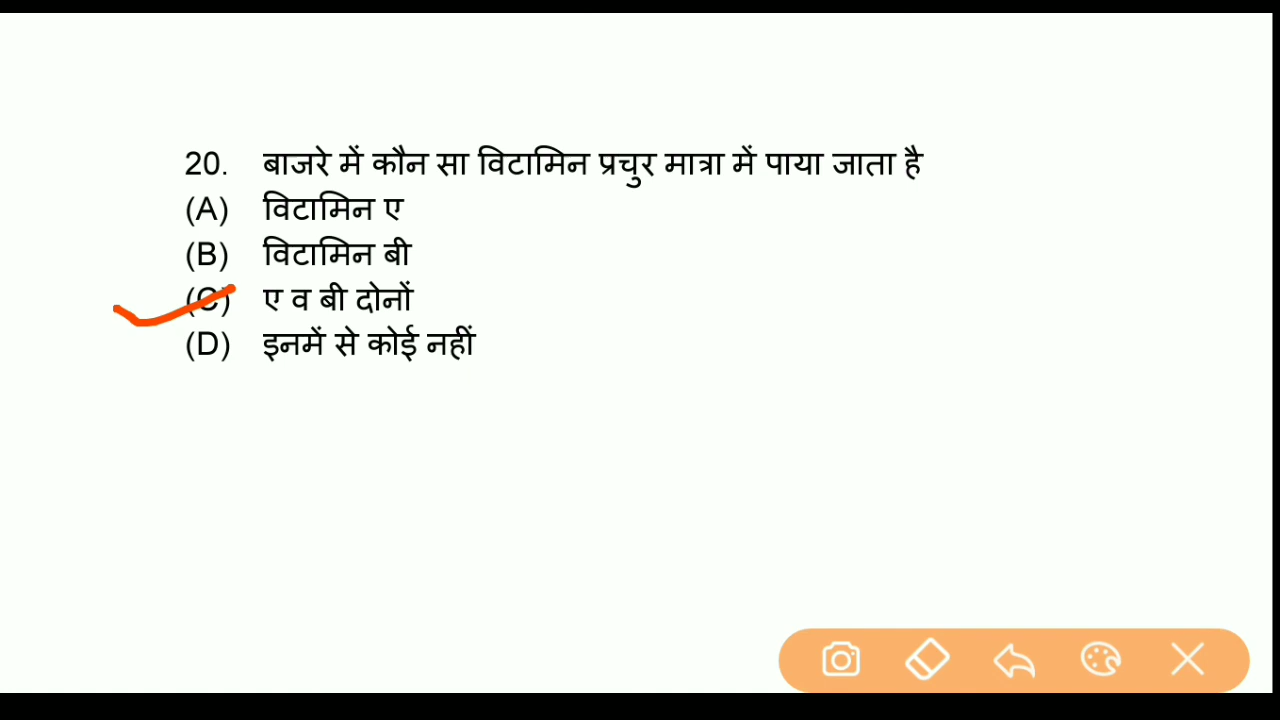 20. बाजरे में कौन सा विटामिन प्रचुर मात्रा में पाया जाता है
(A) विटामिन ए
(B) विटामिन बी
(C) ए व बी दोनों
(D) इनमें से कोई नहीं